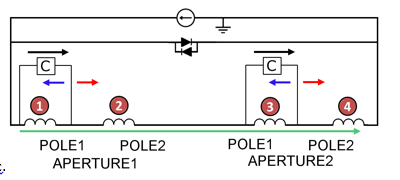 C C
1 2 3 4
POLE1 POLE2 POLE1 POLE2
APERTURE1 APERTURE2